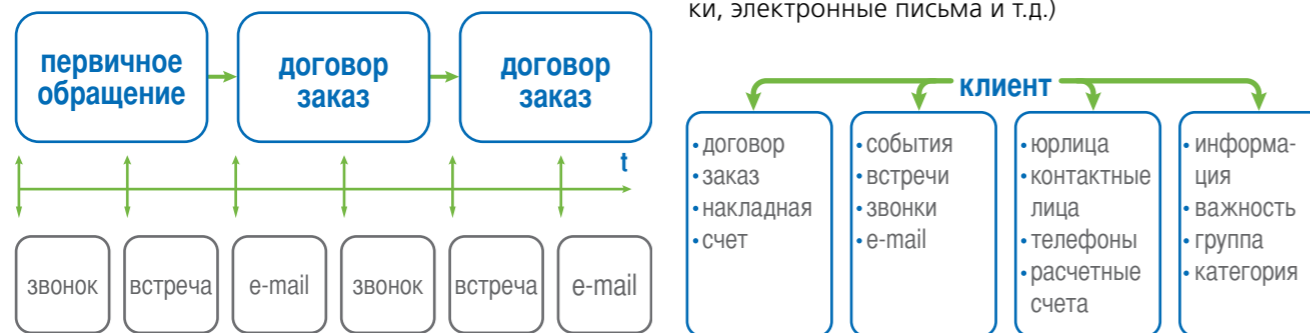 первичное
обращение
договор
заказ
договор
заказ
t
звонок
встреча
e-mail
звонок
встреча
e-mail
ки, электронные письма и т.д.)
клиент
• договор
• заказ
• накладная
• счет
• события
• встречи
• звонки
• e-mail
• юрлица
• контактные
лица
• телефоны
• расчетные
счета
• информа-
ция
• важность
• группа
• категория